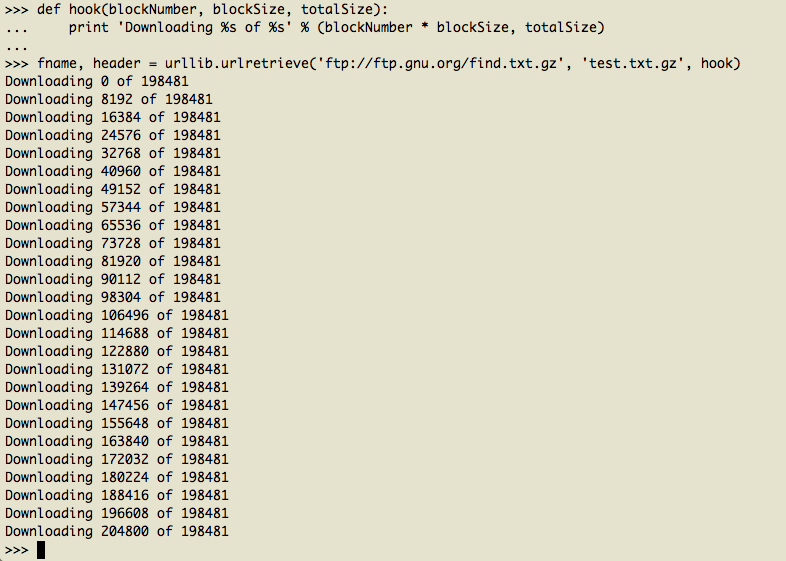 >>> def hook(blockNumber, blockSize, totalSize):
...     print 'Downloading %s of %s' % (blockNumber * blockSize, totalSize)
...
>>> fname, header = urllib.urlretrieve('ftp://ftp.gnu.org/find.txt.gz', 'test.txt.gz', hook)
Downloading 0 of 198481
Downloading 8192 of 198481
Downloading 16384 of 198481
Downloading 24576 of 198481
Downloading 32768 of 198481
Downloading 40960 of 198481
Downloading 49152 of 198481
Downloading 57344 of 198481
Downloading 65536 of 198481
Downloading 73728 of 198481
Downloading 81920 of 198481
Downloading 90112 of 198481
Downloading 98304 of 198481
Downloading 106496 of 198481
Downloading 114688 of 198481
Downloading 122880 of 198481
Downloading 131072 of 198481
Downloading 139264 of 198481
Downloading 147456 of 198481
Downloading 155648 of 198481
Downloading 163840 of 198481
Downloading 172032 of 198481
Downloading 180224 of 198481
Downloading 188416 of 198481
Downloading 196608 of 198481
Downloading 204800 of 198481
>>>